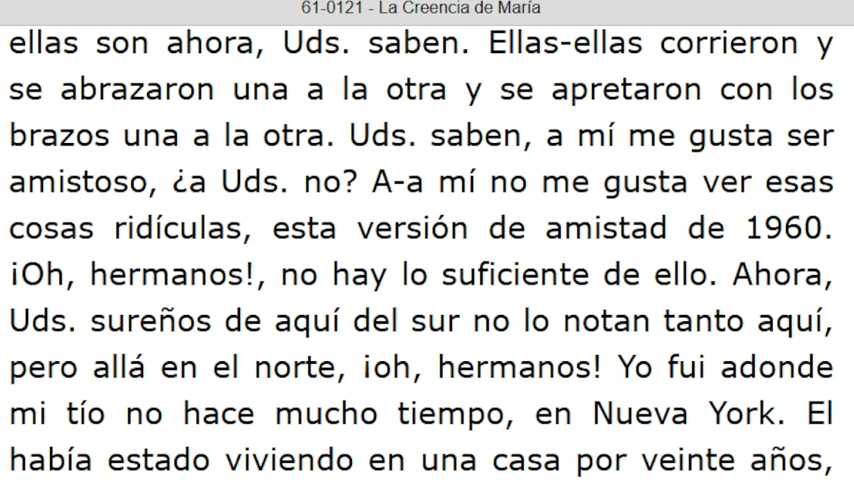 61-0121 - La Creencia de María
ellas son ahora, Uds. saben. Ellas-ellas corrieron y
se abrazaron una a la otra y se apretaron con los
brazos una a la otra. Uds. saben, a mí me gusta ser
amistoso, ¿a Uds. no? A-a mí no me gusta ver esas
cosas ridículas, esta versión de amistad de 1960.
¡Oh, hermanos!, no hay lo suficiente de ello. Ahora,
Uds. sureños de aquí del sur no lo notan tanto aquí,
pero allá en el norte, ¡oh, hermanos! Yo fui adonde
mi tío no hace mucho tiempo, en Nueva York. El
había estado viviendo en una casa por veinte años,